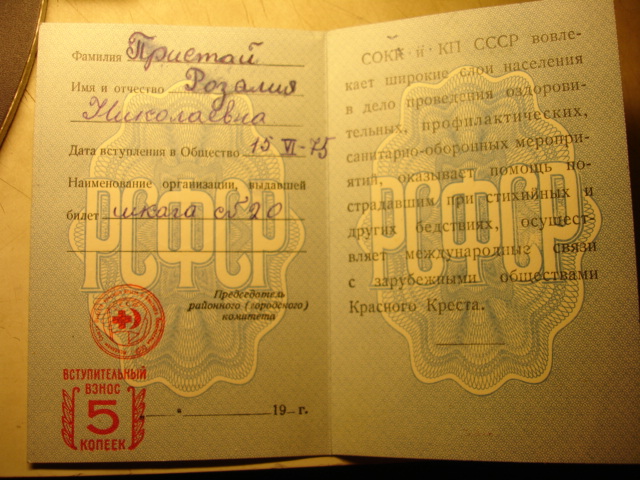 Фамилия Пристай
Имя и отчество Розалия
Николаевна
Дата вступления в Общество 15 VI-75
Наименование организации, выдавшей
билет школа 20
РСФСР
Председатель
районного (городского)
комитета
ВСТУПИТЕЛЬНЫЙ
ВЗНОС
5
КОПЕЕК
19 г.
СОКК и КП СССР вовле-
кает широкие слои населения
в дело проведения оздорови-
тельных, профилактических,
санитарно-оборонных меропри-
ятий, оказывает помощь по-
страдавшим при стихийных и
других бедствиях, осущест-
вляет международные связи
с зарубежными обществами
Красного Креста.
РСФСР